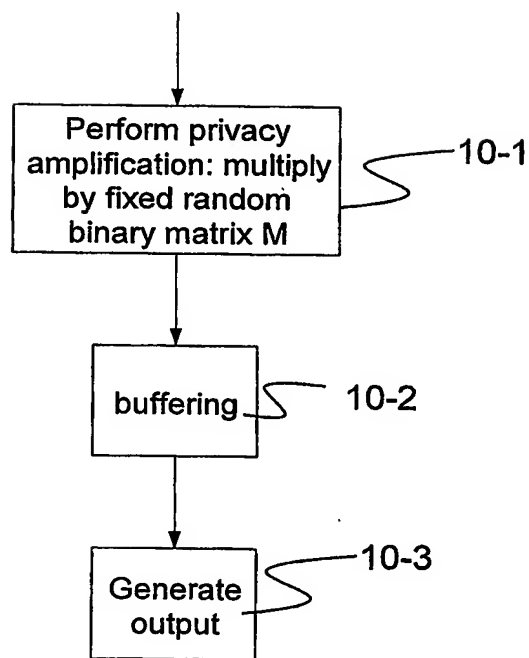 Perform privacy
amplification: multiply
by fixed random
binary matrix M
10-1
buffering
10-2
Generate
output
10-3